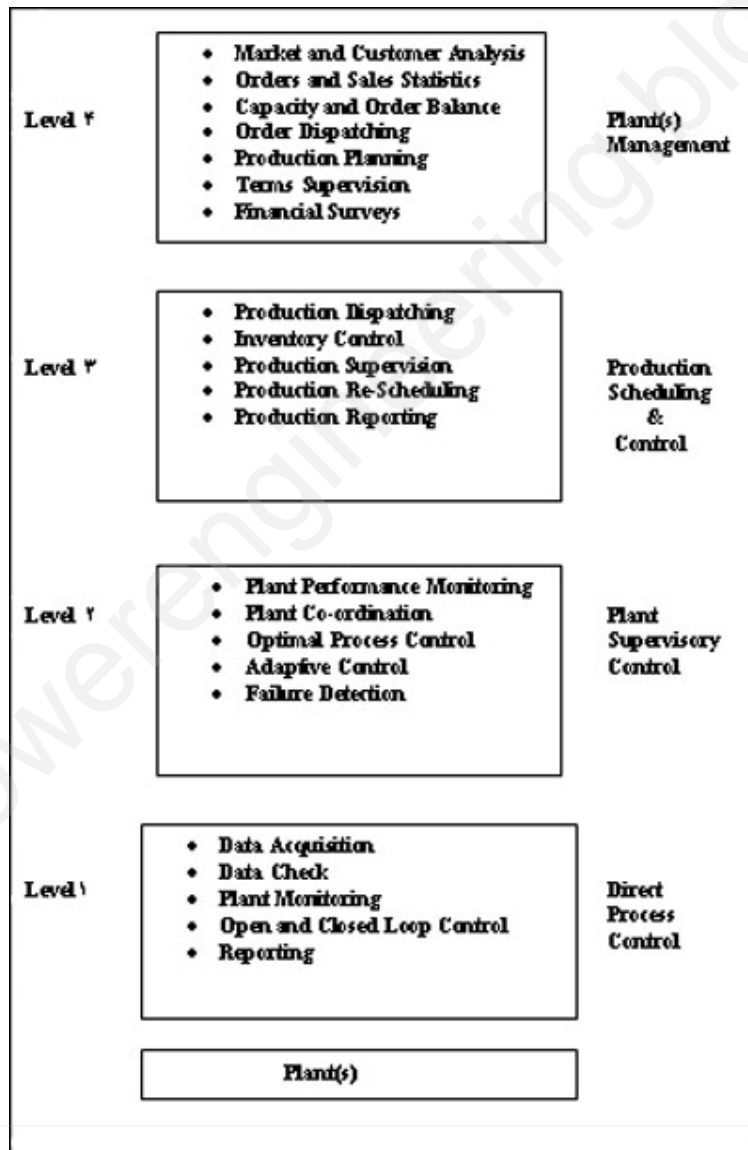 • Market and Customer Analysis
• Orders and Sales Statistics
• Capacity and Order Balance
• Order Dispatching
• Production Planning
• Terms Supervision
• Financial Surveys
Level ۴
Plant(s)
Management
• Production Dispatching
• Inventory Control
• Production Supervision
• Production Re-Scheduling
• Production Reporting
Level ۳
Production
Scheduling
&
Control
• Plant Performance Monitoring
• Plant Co-ordination
• Optimal Process Control
• Adaptive Control
• Failure Detection
Level ۲
Plant
Supervisory
Control
• Data Acquisition
• Data Check
• Plant Monitoring
• Open and Closed Loop Control
• Reporting
Level ۱
Direct
Process
Control
Plant(s)